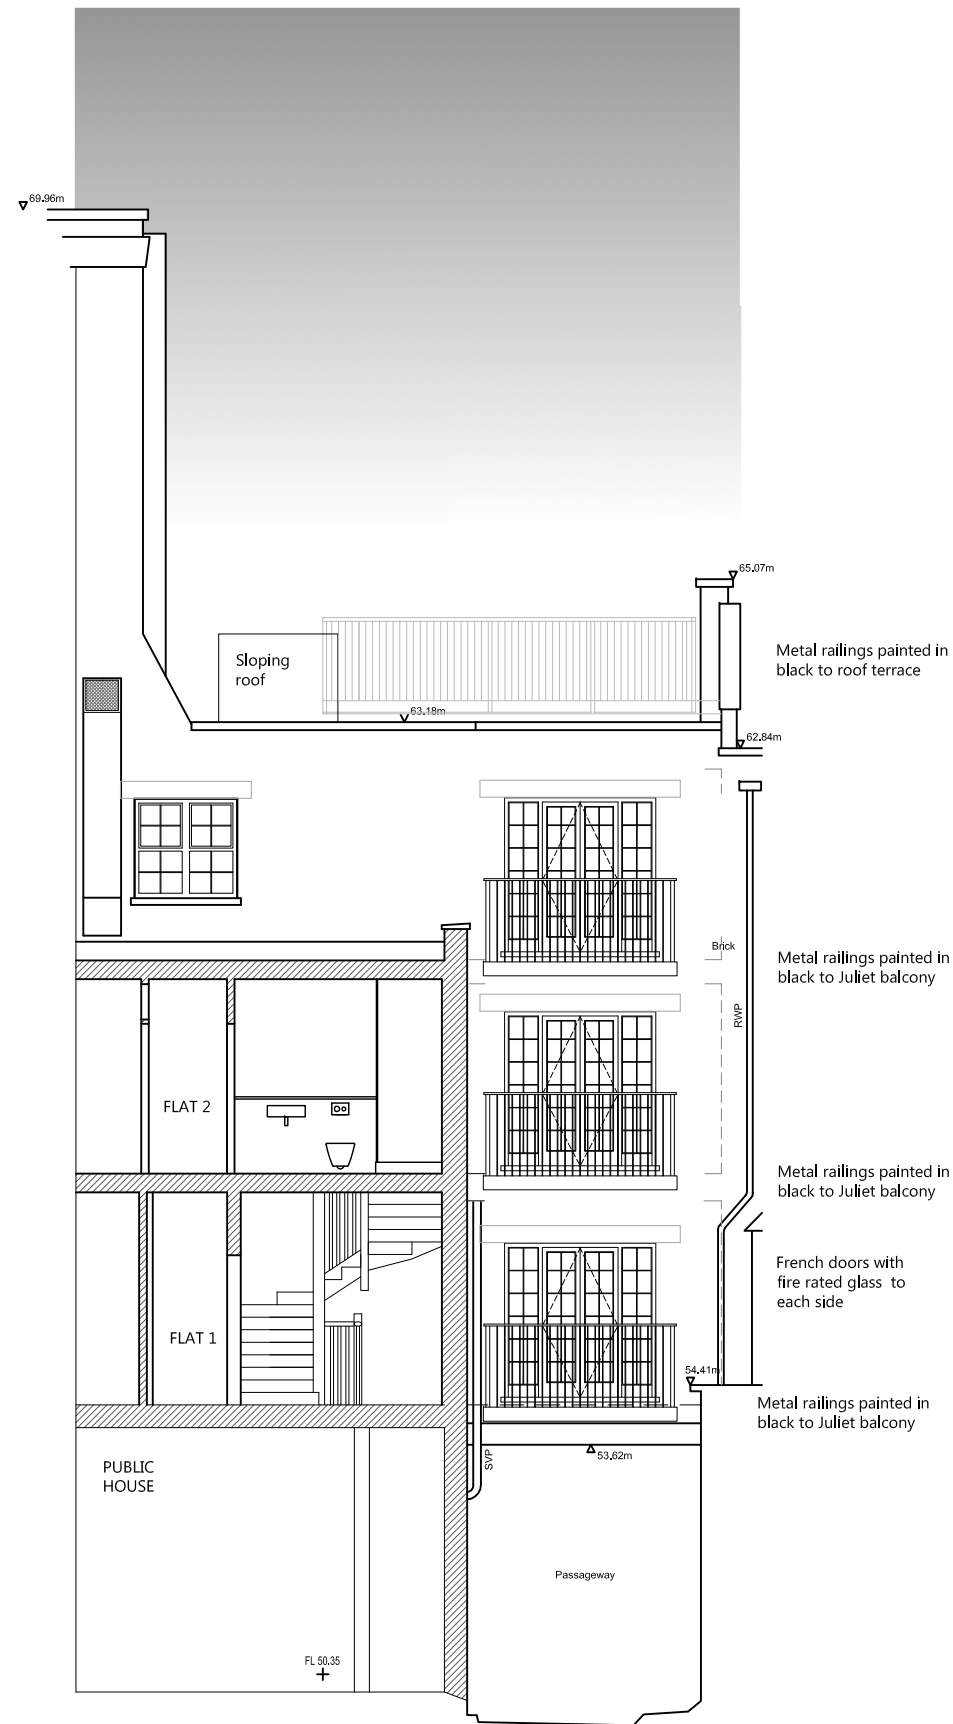 69.96m
65.07m
Metal railings painted in
black to roof terrace
Sloping
roof
63.18m
62.84m
Brick
Metal railings painted in
black to Juliet balcony
RWP
FLAT 2
Metal railings painted in
black to Juliet balcony
French doors with
fire rated glass to
each side
FLAT 1
54.41m
Metal railings painted in
black to Juliet balcony
53.62m
SVP
PUBLIC
HOUSE
Passageway
FL 50.35